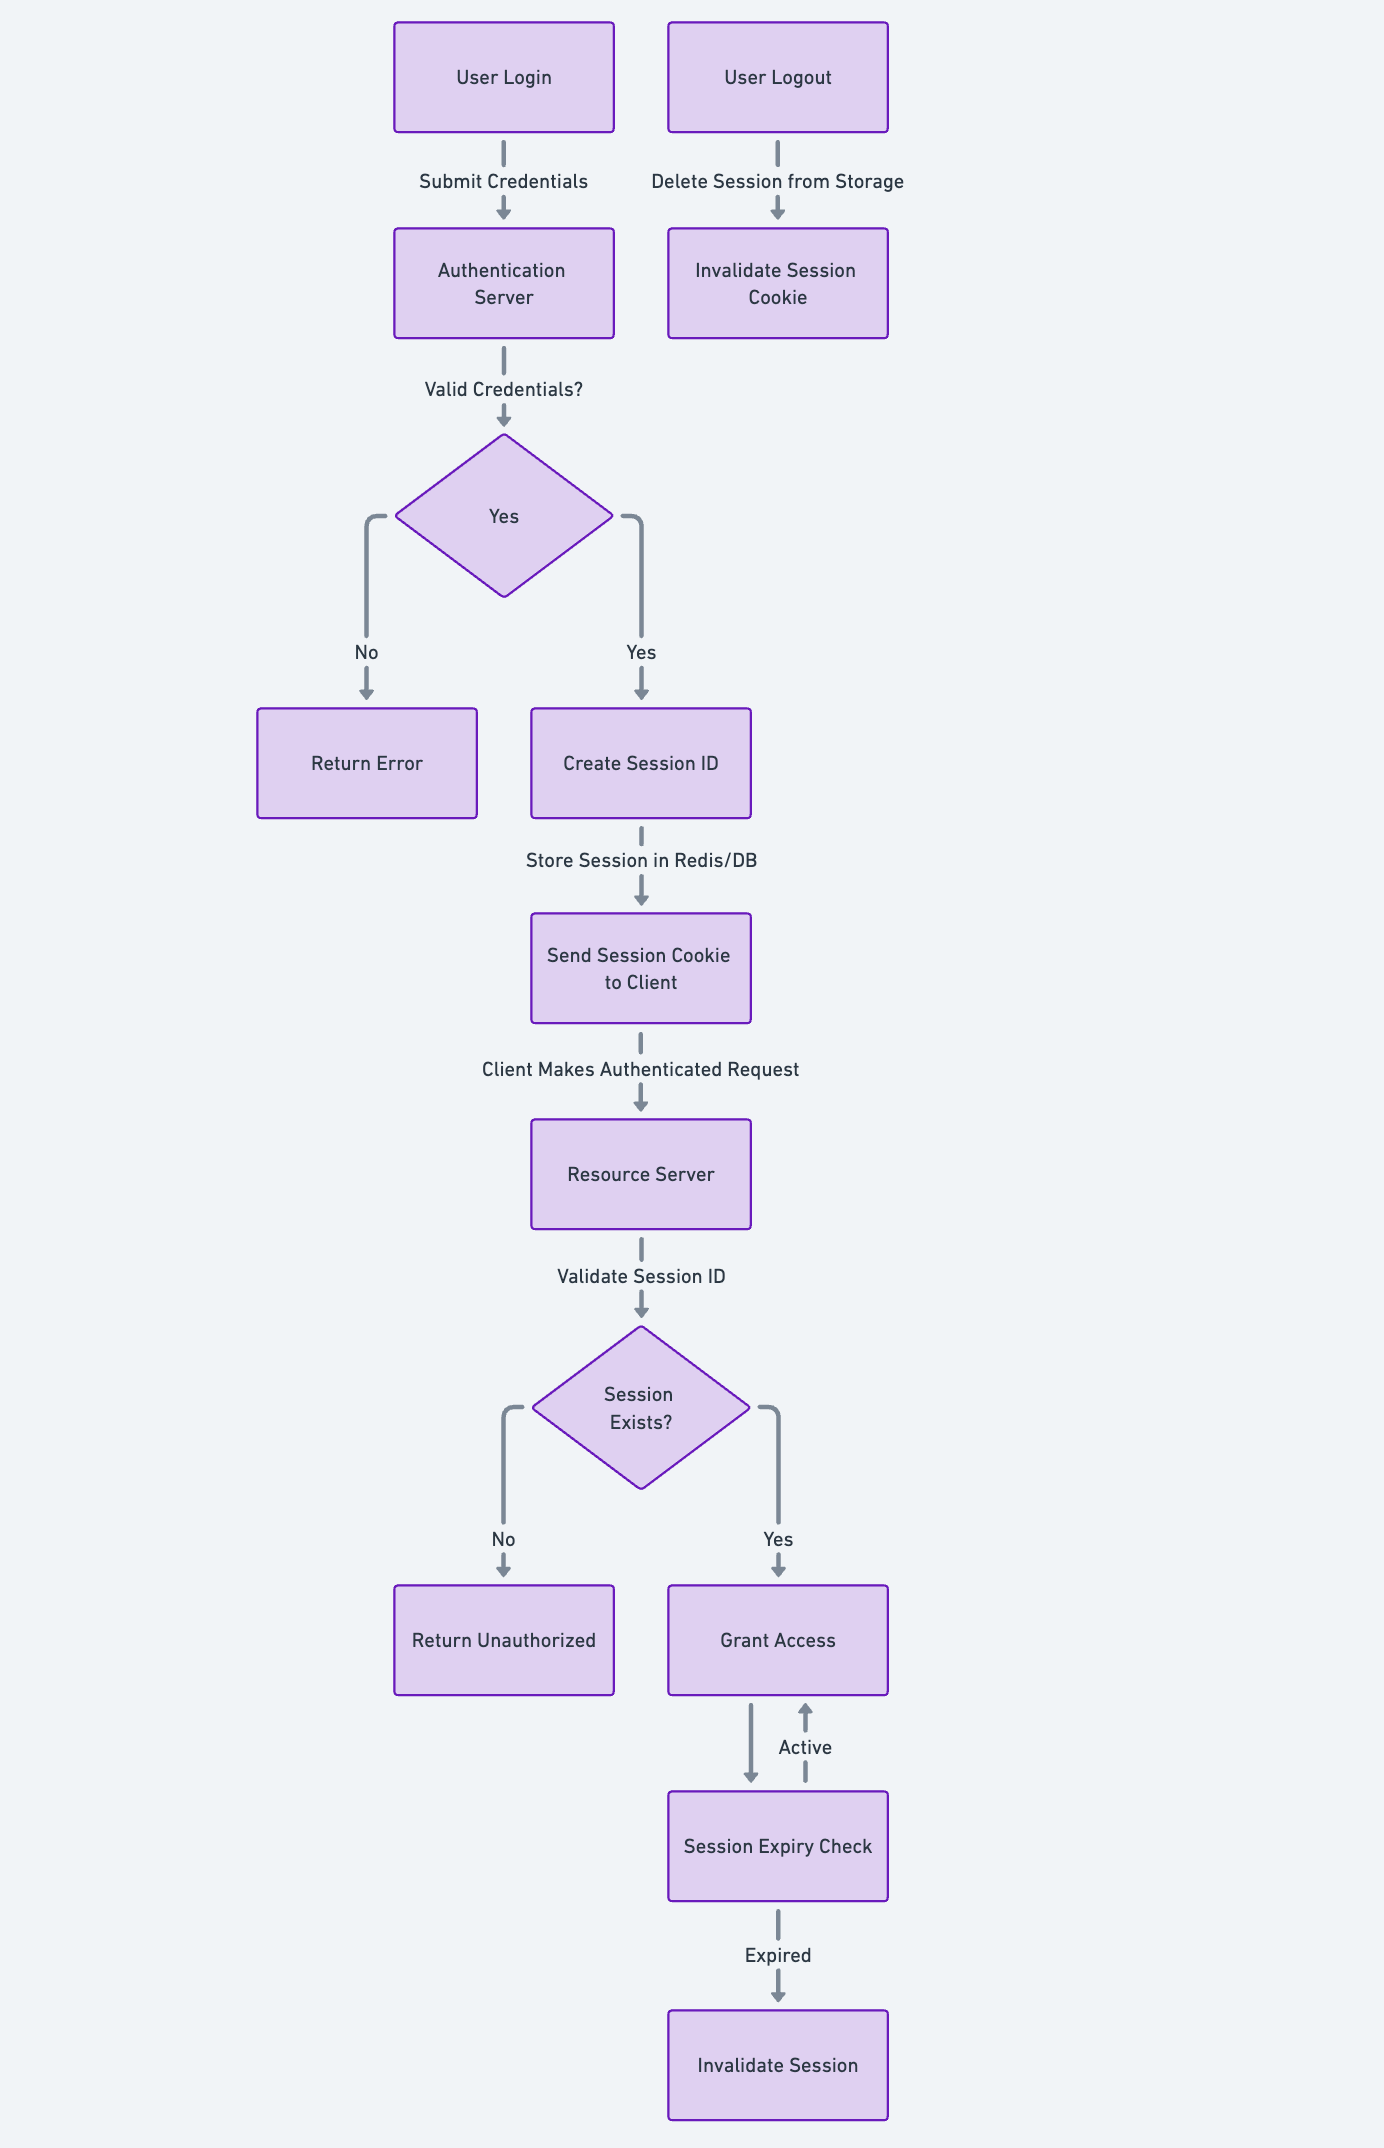 User Login
User Logout
Submit Credentials
Delete Session from Storage
Authentication
Server
Invalidate Session
Cookie
Valid Credentials?
Yes
No
Yes
Return Error
Create Session ID
Store Session in Redis/DB
Send Session Cookie
to Client
Client Makes Authenticated Request
Resource Server
Validate Session ID
Session
Exists?
No
Yes
Return Unauthorized
Grant Access
Active
Session Expiry Check
Expired
Invalidate Session